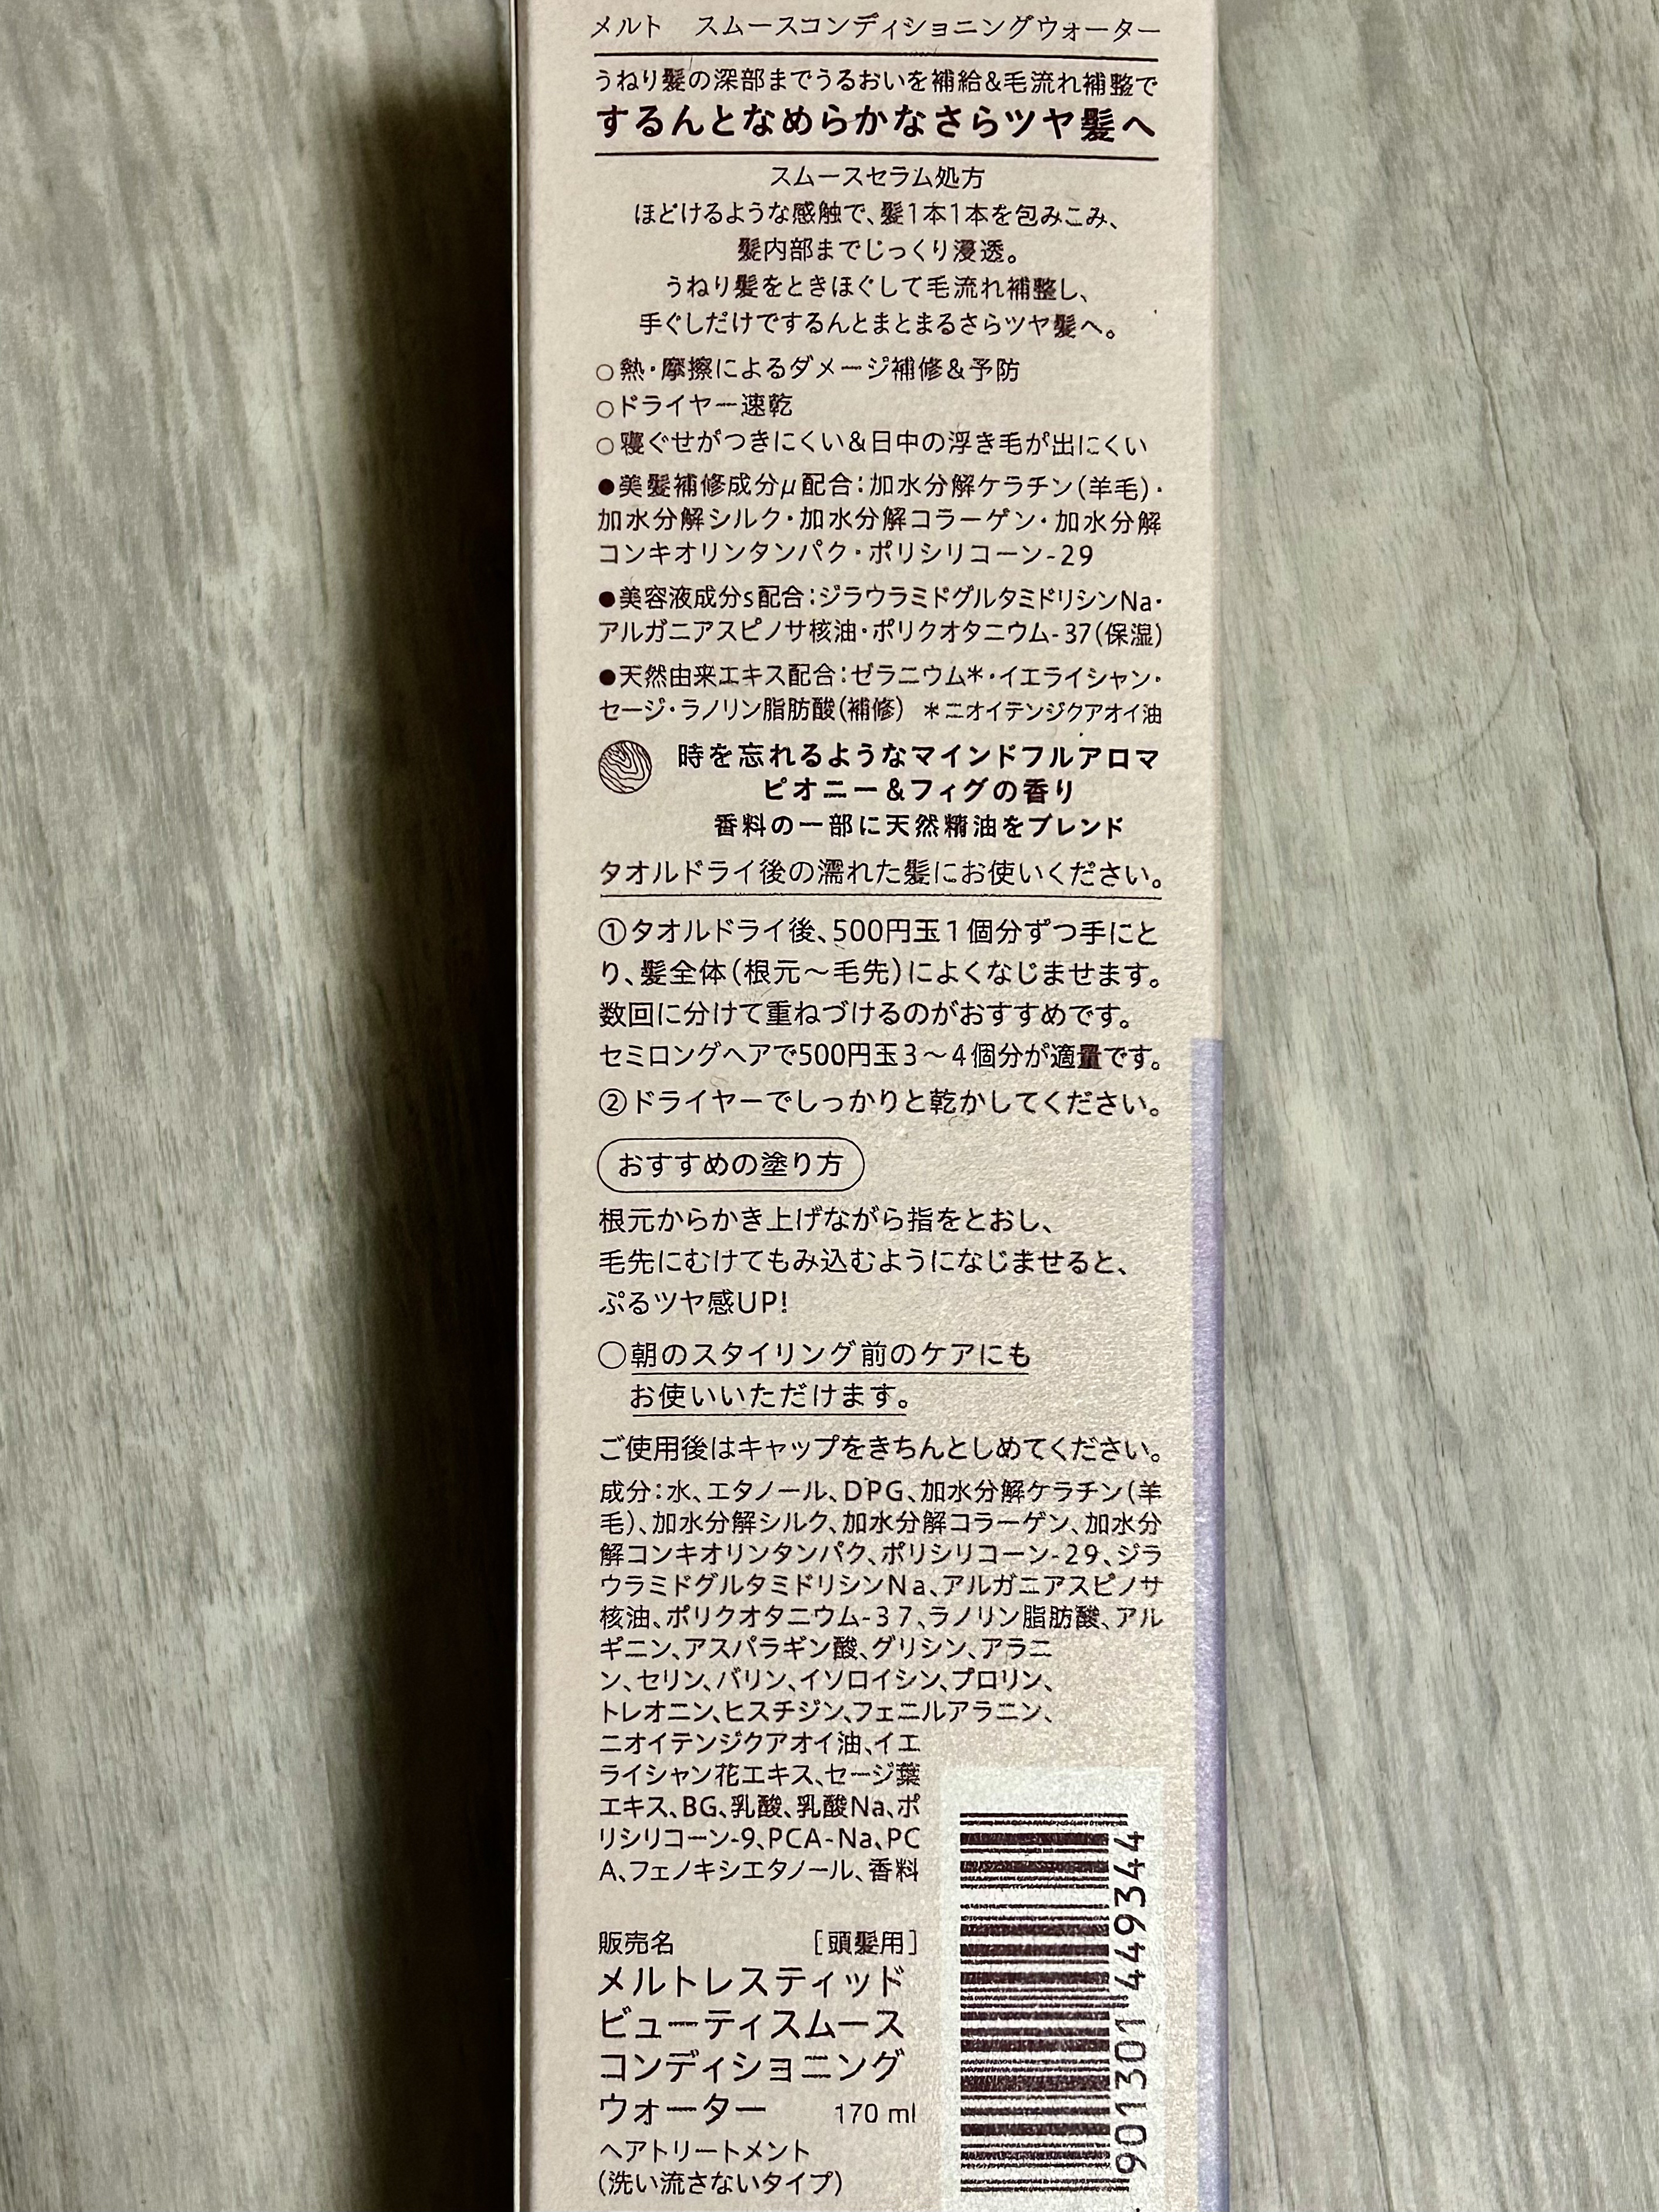 メルト　スムースコンディショニングウォーター
うねり髪の深部までうるおいを補給&毛流れ補整で
するんとなめらかなさらツヤ髪へ
スムースセラム処方
ほどけるような感触で、髪1本1本を包みこみ、
髪内部までじっくり浸透。
うねり髪をときほぐして毛流れ補整し、
手ぐしだけでするんとまとまるさらツヤ髪へ。
○熱・摩擦によるダメージ補修&予防
○ドライヤー速乾
○寝ぐせがつきにくい&日中の浮き毛が出にくい
●美髪補修成分μ配合:加水分解ケラチン(羊毛)・
加水分解シルク・加水分解コラーゲン・加水分解
コンキオリンタンパク・ポリシリコーン-29
●美容液成分s配合:ジラウラミドグルタミドリシンNa・
アルガニアスピノサ核油・ポリクオタニウム-37(保湿)
●天然由来エキス配合:ゼラニウム*・イエライシャン・
セージ・ラノリン脂肪酸(補修) *ニオイテンジクアオイ油
時を忘れるようなマインドフルアロマ
ピオニー&フィグの香り
香料の一部に天然精油をブレンド
タオルドライ後の濡れた髪にお使いください。
①タオルドライ後、500円玉1個分ずつ手にと
り、髪全体(根元～毛先)によくなじませます。
数回に分けて重ねづけるのがおすすめです。
セミロングヘアで500円玉3～4個分が適量です。
②ドライヤーでしっかりと乾かしてください。
おすすめの塗り方
根元からかき上げながら指をとおし、
毛先にむけてもみ込むようになじませると、
ぷるツヤ感UP!
○朝のスタイリング前のケアにも
お使いいただけます。
ご使用後はキャップをきちんとしめてください。
成分:水、エタノール、DPG、加水分解ケラチン(羊
毛)、加水分解シルク、加水分解コラーゲン、加水分
解コンキオリンタンパク、ポリシリコーン-29、ジラ
ウラミドグルタミドリシンNa、アルガニアスピノサ
核油、ポリクオタニウム-37、ラノリン脂肪酸、アル
ギニン、アスパラギン酸、グリシン、アラニ
ン、セリン、バリン、イソロイシン、プロリン、
トレオニン、ヒスチジン、フェニルアラニン、
ニオイテンジクアオイ油、イエ
ライシャン花エキス、セージ葉
エキス、BG、乳酸、乳酸Na、ポ
リシリコーン-9、PCA-Na、PC
A、フェノキシエタノール、香料
販売名 [頭髪用]
メルトレスティッド
ビューティスムース
コンディショニング
ウォーター 170 ml
ヘアトリートメント
(洗い流さないタイプ)
4 901301 449344